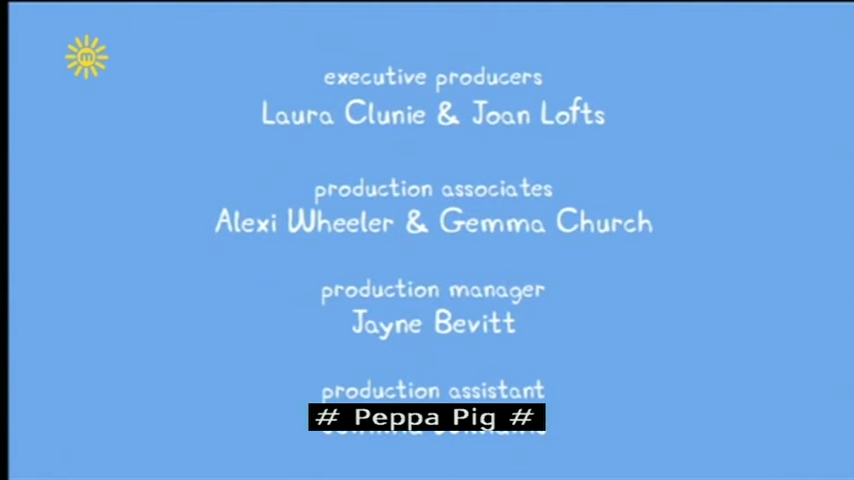 m
executive producers
Laura Clunie & Joan Lofts
production associates
Alexi Wheeler & Gemma Church
production manager
Jayne Bevitt
production assistant
# Peppa Pig #